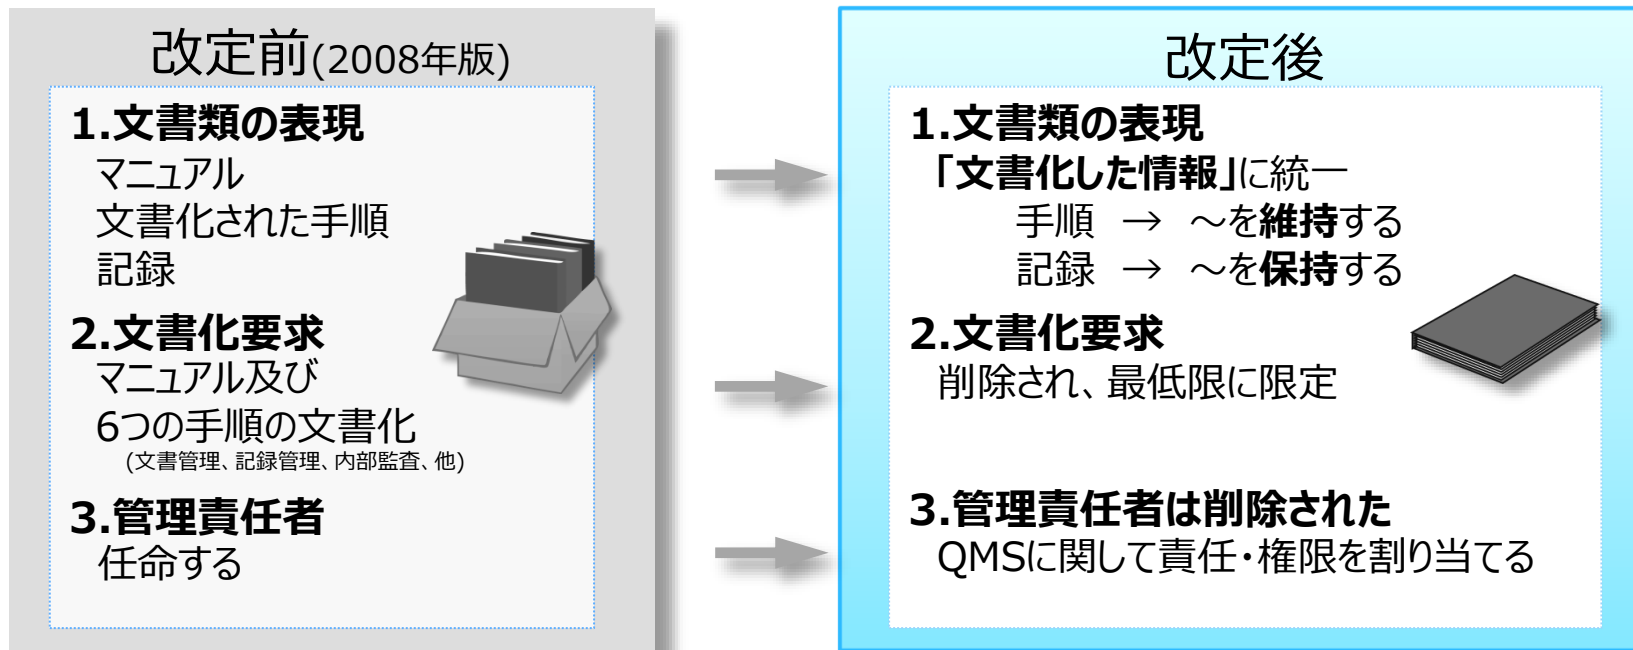 改定前(2008年版)
1.文書類の表現
マニュアル
文書化された手順
記録
2.文書化要求
マニュアル及び
6つの手順の文書化
(文書管理、記録管理、内部監査、他)
3.管理責任者
任命する
改定後
1.文書類の表現
「文書化した情報」に統一
手順 → ～を維持する
記録 → ～を保持する
2.文書化要求
削除され、最低限に限定
3.管理責任者は削除された
QMSに関して責任・権限を割り当てる